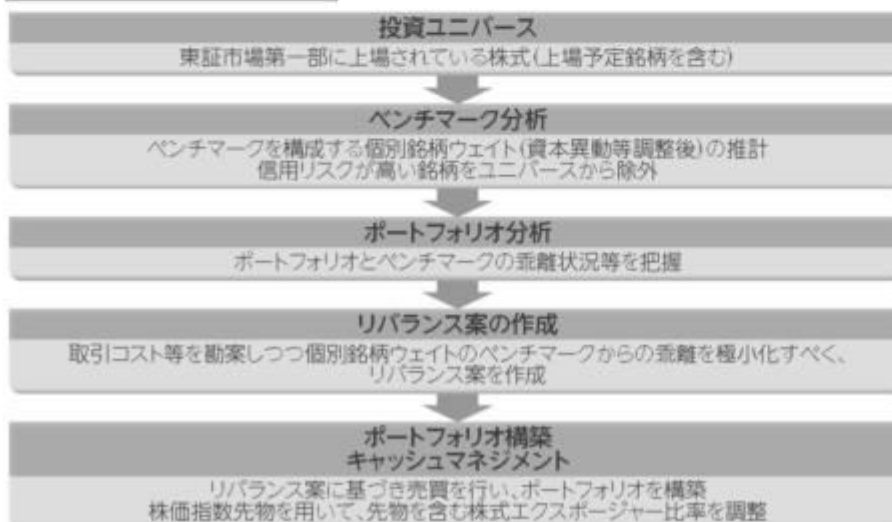 投資ユニバース
東証市場第一部に上場されている株式(上場予定銘柄を含む)
ベンチマーク分析
ベンチマークを構成する個別銘柄ウェイト(資本異動等調整後)の推計
信用リスクが高い銘柄をユニバースから除外
ポートフォリオ分析
ポートフォリオとベンチマークの乖離状況等を把握
リバランス案の作成
取引コスト等を勘案しつつ個別銘柄ウェイトのベンチマークからの乖離を極小化すべく、
リバランス案を作成
ポートフォリオ構築
キャッシュマネジメント
リバランス案に基づき売買を行い、ポートフォリオを構築
株価指数先物を用いて、先物を含む株式エクスポージャー比率を調整